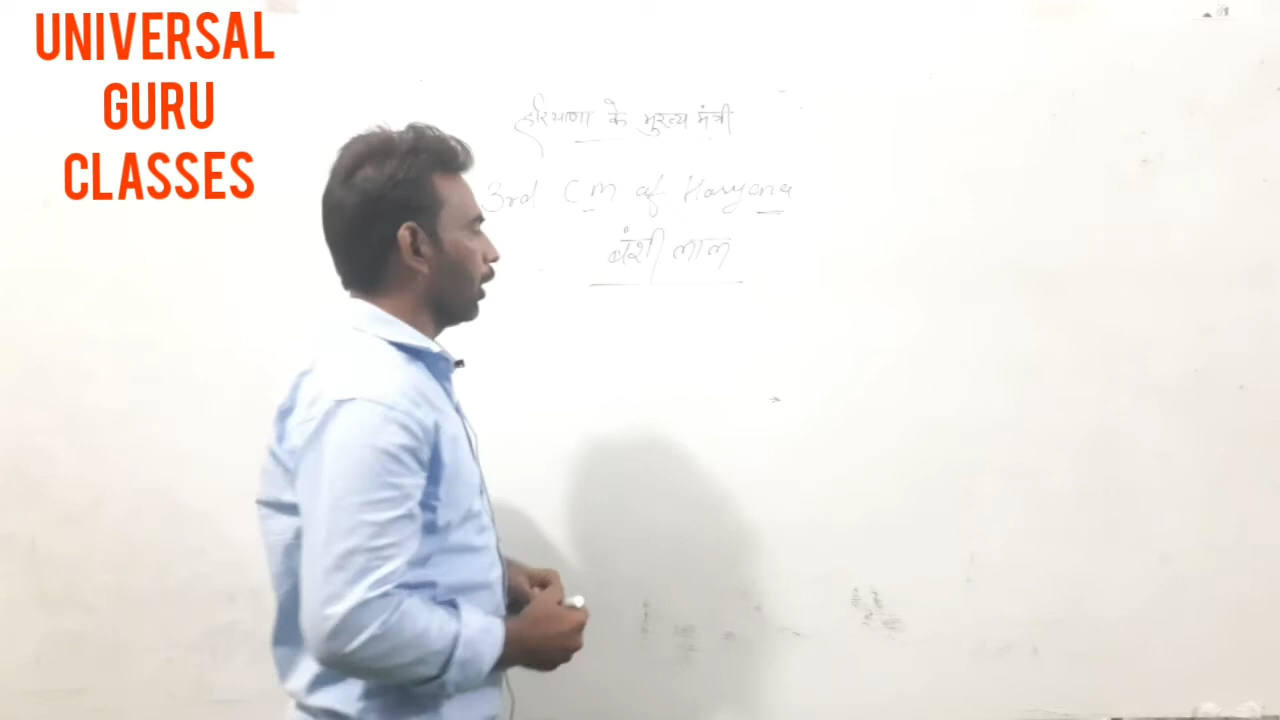 UNIVERSAL
GURU
CLASSES
हरियाणा के मुख्य मंत्री
3rd CM of Haryana
बंशी लाल